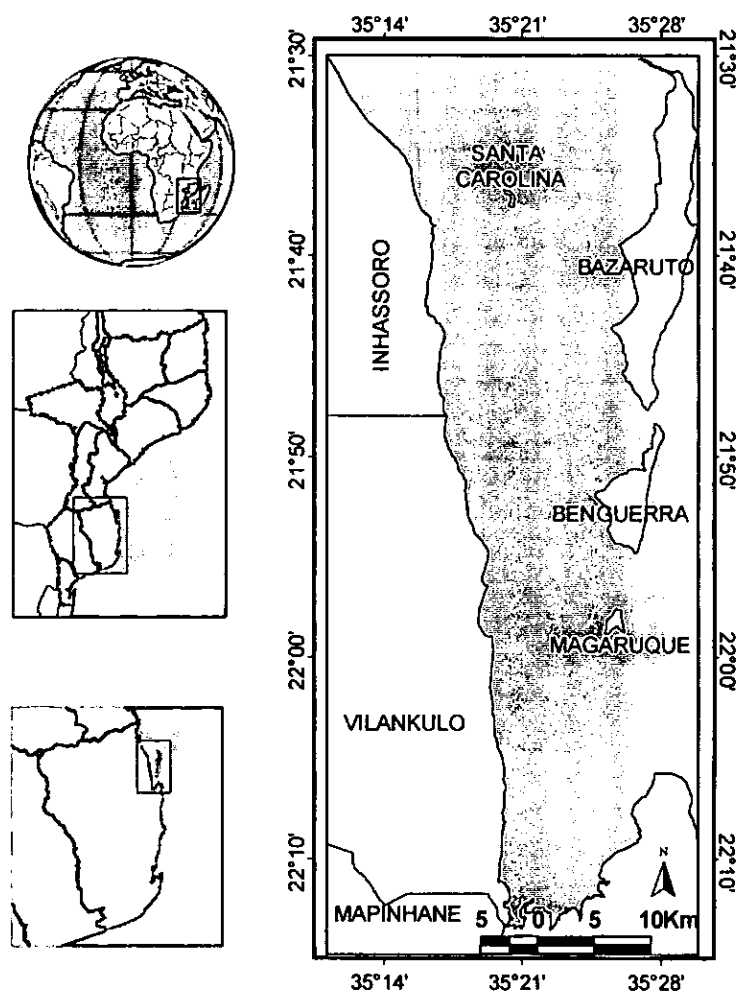 35°14' 35°21' 35°28'
21°30' 21°30'
SANTA
CAROLINA
21°40' 21°40'
INHASSORO
BAZARUTO
21°50' 21°50'
BENGUERRA
MAGARUQUE
22°00' 22°00'
VILANKULO
22°10' 22°10'
N
MAPINHANE
5 0 5 10Km
35°14' 35°21' 35°28'